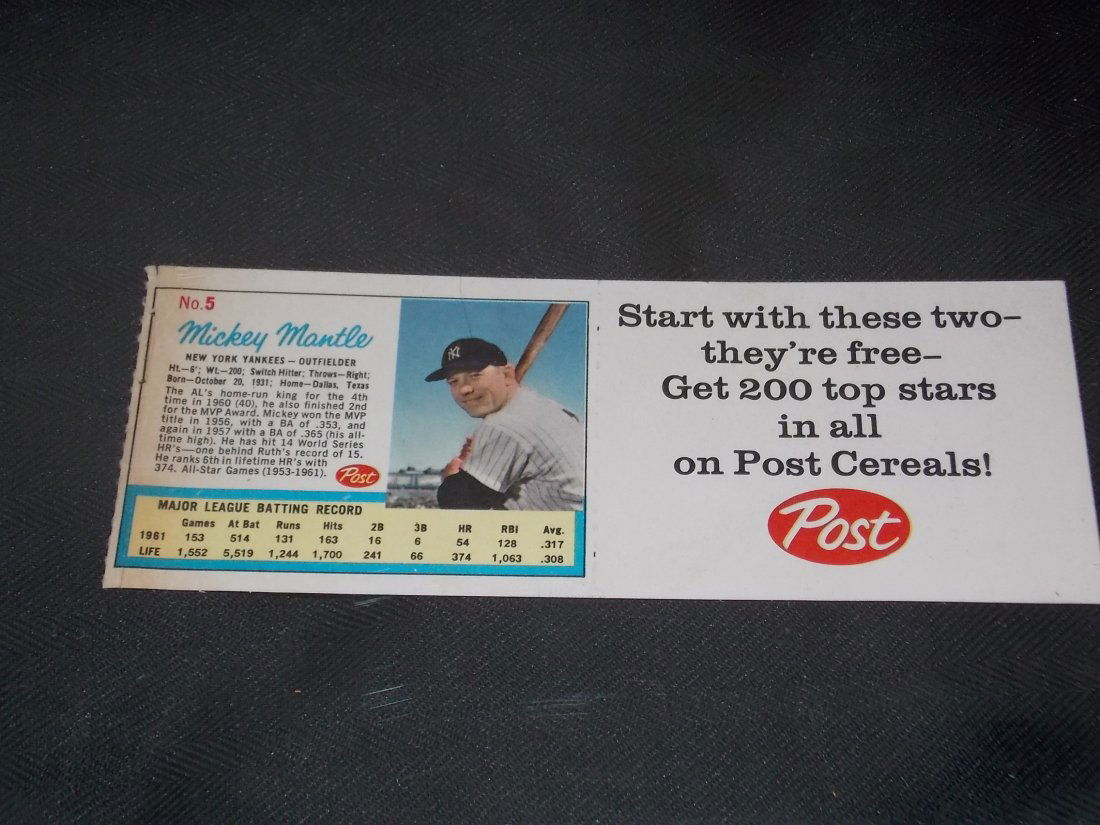 No.5
Mickey Mantle
NEW YORK YANKEES — OUTFIELDER
Ht.—6'; Wt.—200; Switch Hitter; Throws—Right;
Born—October 20, 1931; Home—Dallas, Texas
The AL's home-run king for the 4th
time in 1960 (40), he also finished 2nd
for the MVP Award. Mickey won the MVP
title in 1956, with a BA of .353, and
again in 1957 with a BA of .365 (his all-
time high). He has hit 14 World Series
HR's—one behind Ruth's record of 15.
He ranks 6th in lifetime HR's with
374. All-Star Games (1953-1961).
Post
NY
MAJOR LEAGUE BATTING RECORD
Games At Bat Runs Hits 2B 3B HR RBI Avg.
1961 153 514 131 163 16 6 54 128 .317
LIFE 1,552 5,519 1,244 1,700 241 66 374 1,063 .308
Start with these two–
they're free–
Get 200 top stars
in all
on Post Cereals!
Post